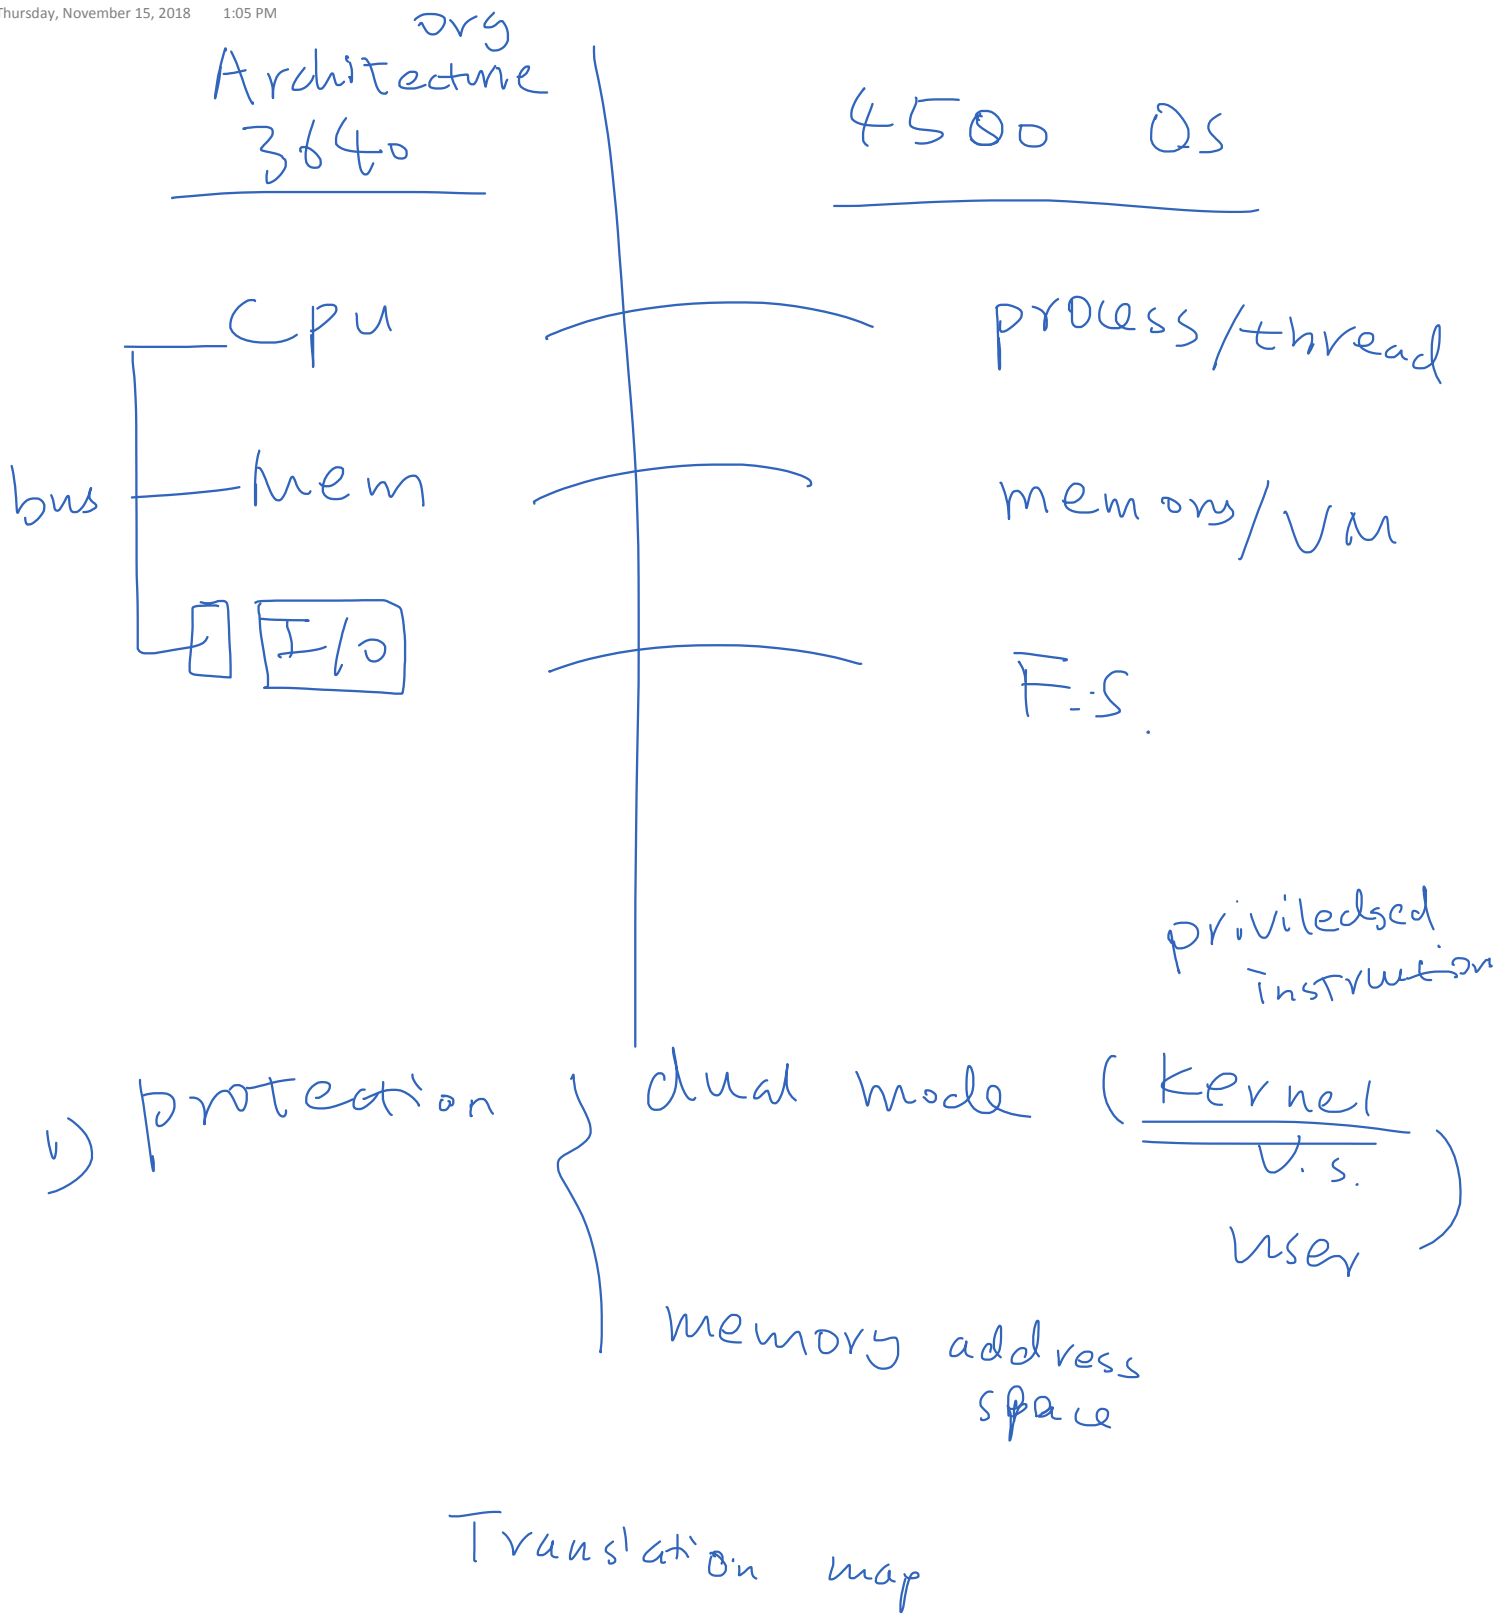 Thursday, November 15, 2018 1:05 PM
org
Architecture
3640
4500 OS
Cpu
process/thread
bus
Mem
memory/VM
I/O
F.S.
priviledged
instruction
1) protection
dual mode (kernel
v.s.
user)
memory address
space
Translation map